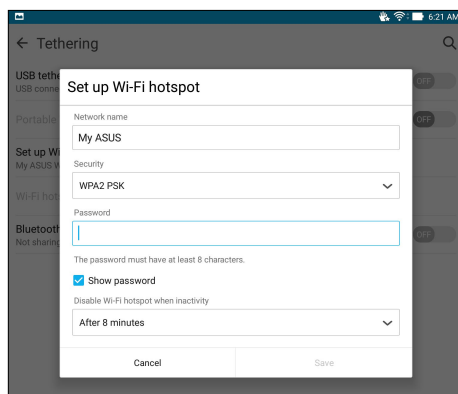 6:21 AM
Tethering
USB tethe
USB conne
OFF
Portable
OFF
Set up Wi
My ASUS W
Wi-Fi hots
Bluetooth
Not sharing
OFF
Set up Wi-Fi hotspot
Network name
My ASUS
Security
WPA2 PSK
Password
The password must have at least 8 characters.
Show password
Disable Wi-Fi hotspot when inactivity
After 8 minutes
Cancel
Save